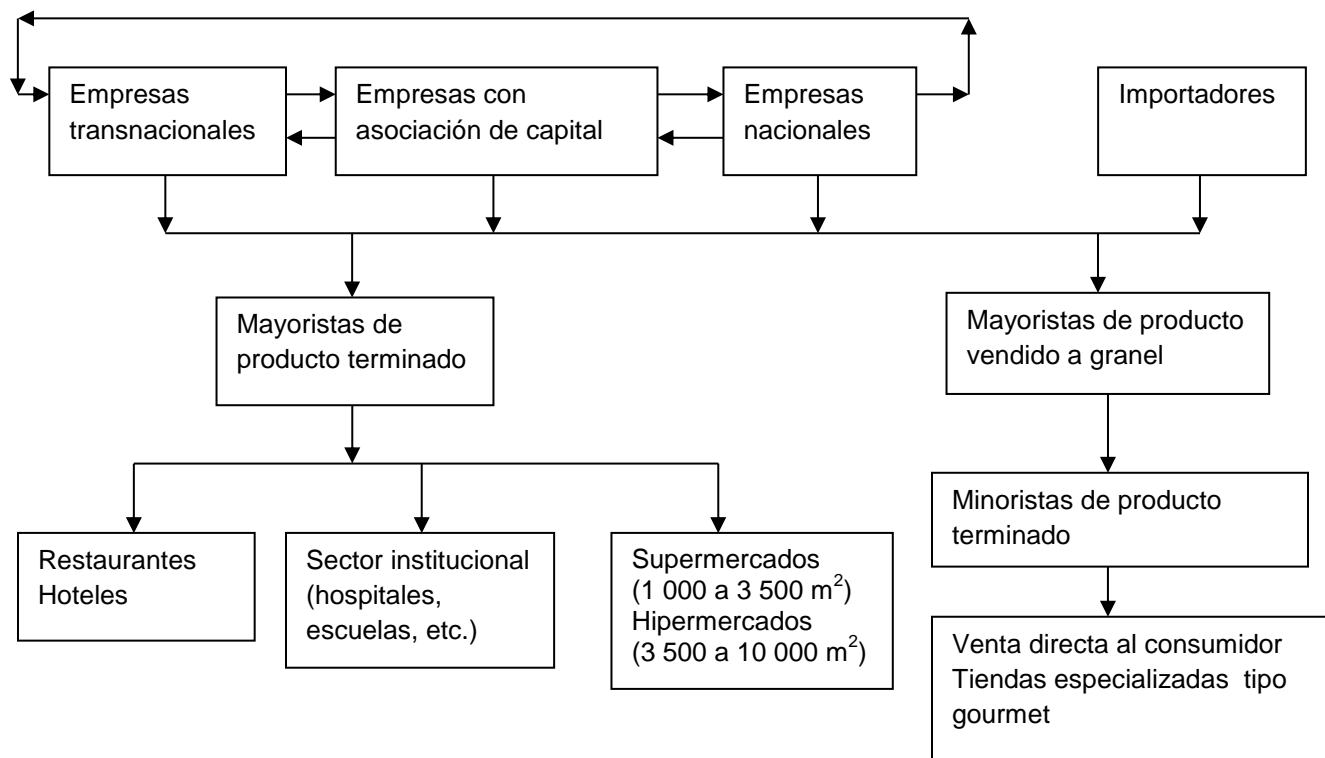 Empresas
transnacionales
Empresas con
asociación de capital
Empresas
nacionales
Importadores
Mayoristas de
producto terminado
Mayoristas de producto
vendido a granel
Minoristas de producto
terminado
Restaurantes
Hoteles
Sector institucional
(hospitales,
escuelas, etc.)
Supermercados
(1 000 a 3 500 m²)
Hipermercados
(3 500 a 10 000 m²)
Venta directa al consumidor
Tiendas especializadas tipo
gourmet